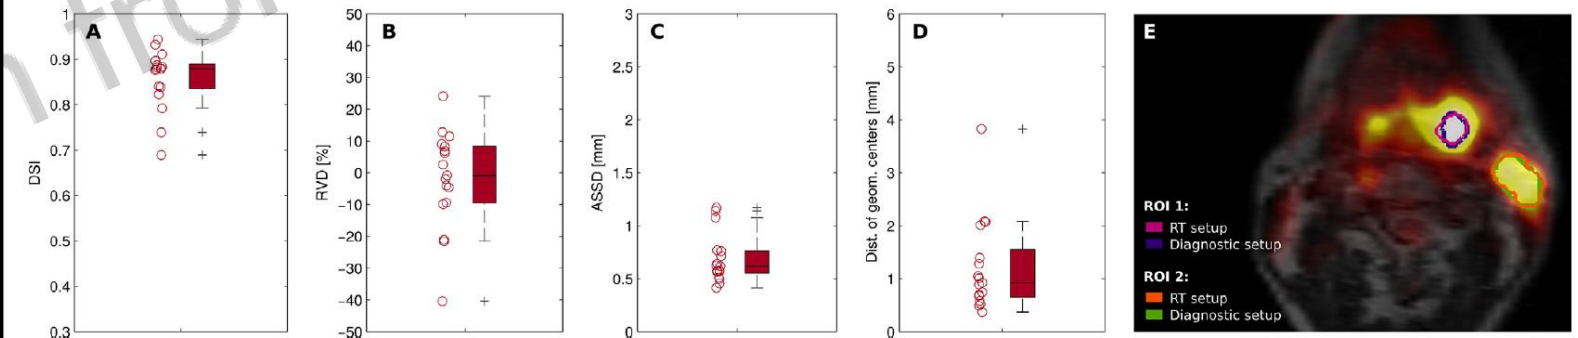 n from
A
DSI
1
0.9
0.8
0.7
0.6
0.5
0.4
0.3
B
RVD [%]
50
40
30
20
10
0
−10
−20
−30
−40
−50
C
ASSD [mm]
3
2.5
2
1.5
1
0.5
0
D
Dist. of geom. centers [mm]
6
5
4
3
2
1
0
E
ROI 1:
RT setup
Diagnostic setup
ROI 2:
RT setup
Diagnostic setup